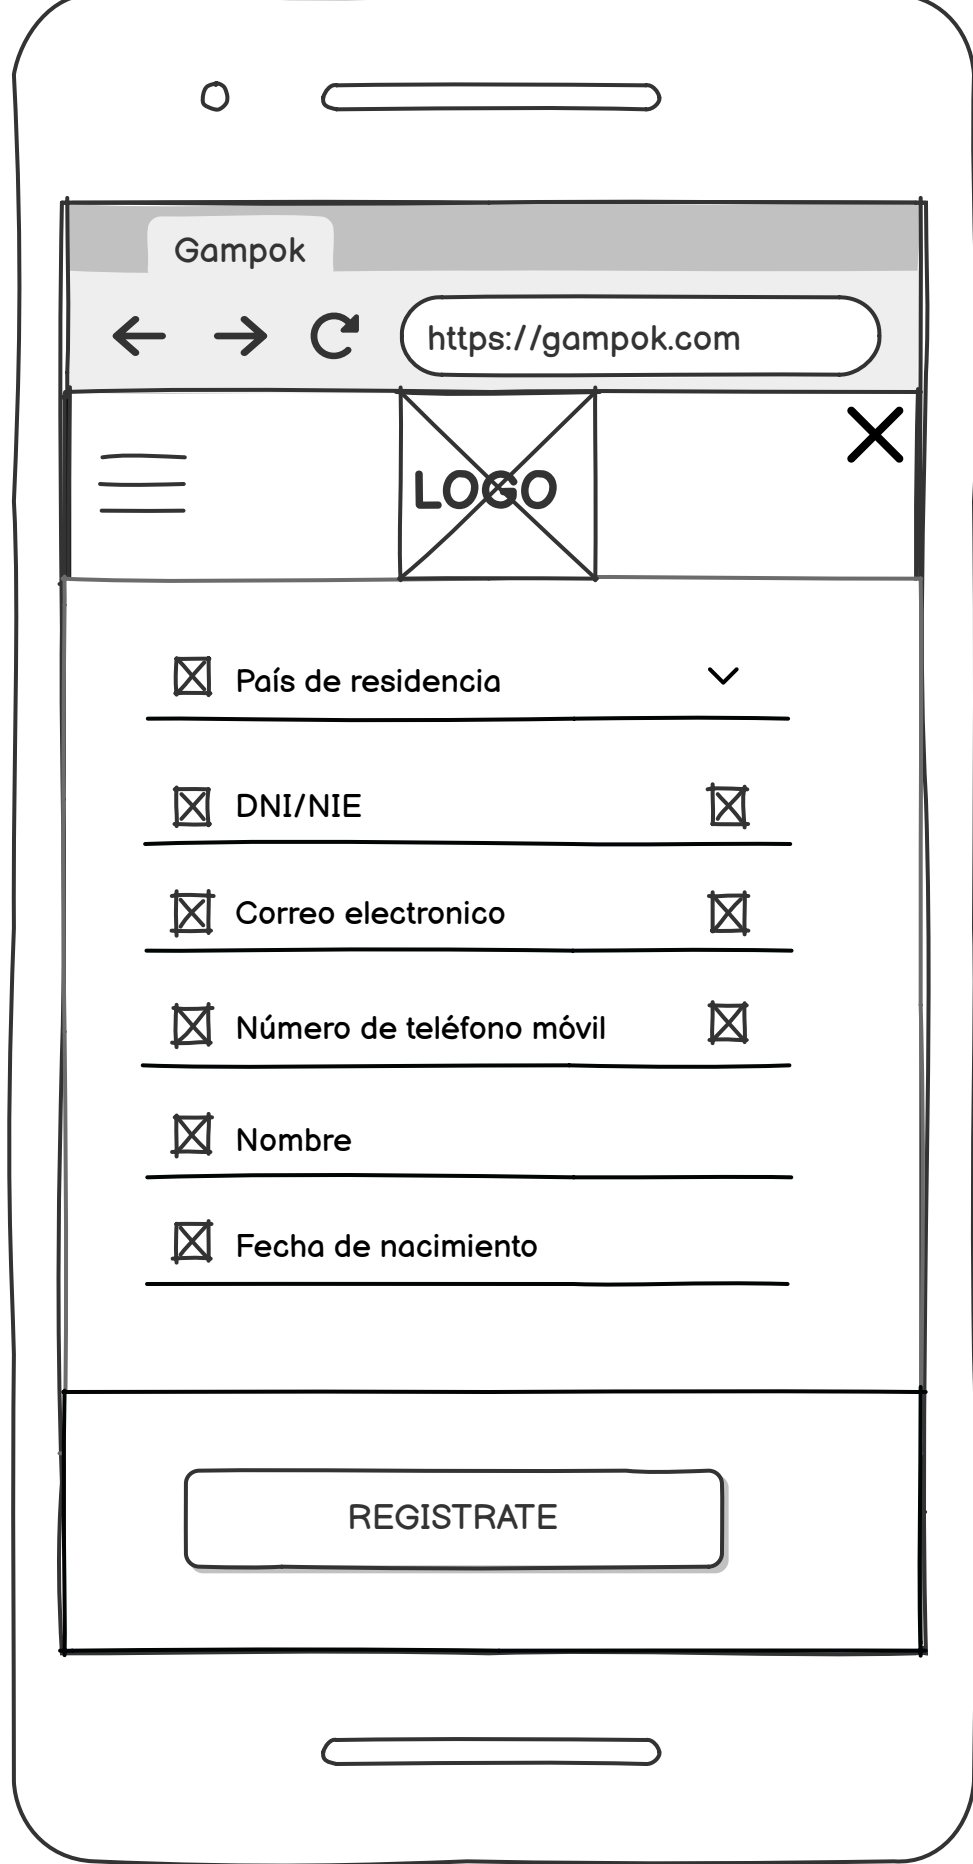 Gampok
https://gampok.com
LOGO
País de residencia
DNI/NIE
Correo electronico
Número de teléfono móvil
Nombre
Fecha de nacimiento
REGISTRATE